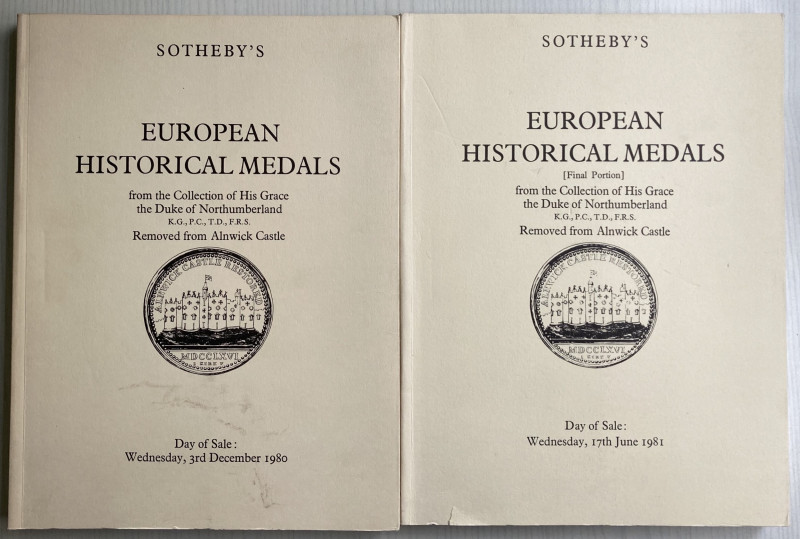 SOTHEBY'S
EUROPEAN
HISTORICAL MEDALS
from the Collection of His Grace
the Duke of Northumberland
K.G., P.C., T.D., F.R.S.
Removed from Alnwick Castle
ALNWICK CASTLE RESTORED
MDCCLXVI
Day of Sale:
Wednesday, 3rd December 1980
SOTHEBY'S
EUROPEAN
HISTORICAL MEDALS
[Final Portion]
from the Collection of His Grace
the Duke of Northumberland
K.G., P.C., T.D., F.R.S.
Removed from Alnwick Castle
ALNWICK CASTLE RESTORED
MDCCLXVI
Day of Sale:
Wednesday, 17th June 1981